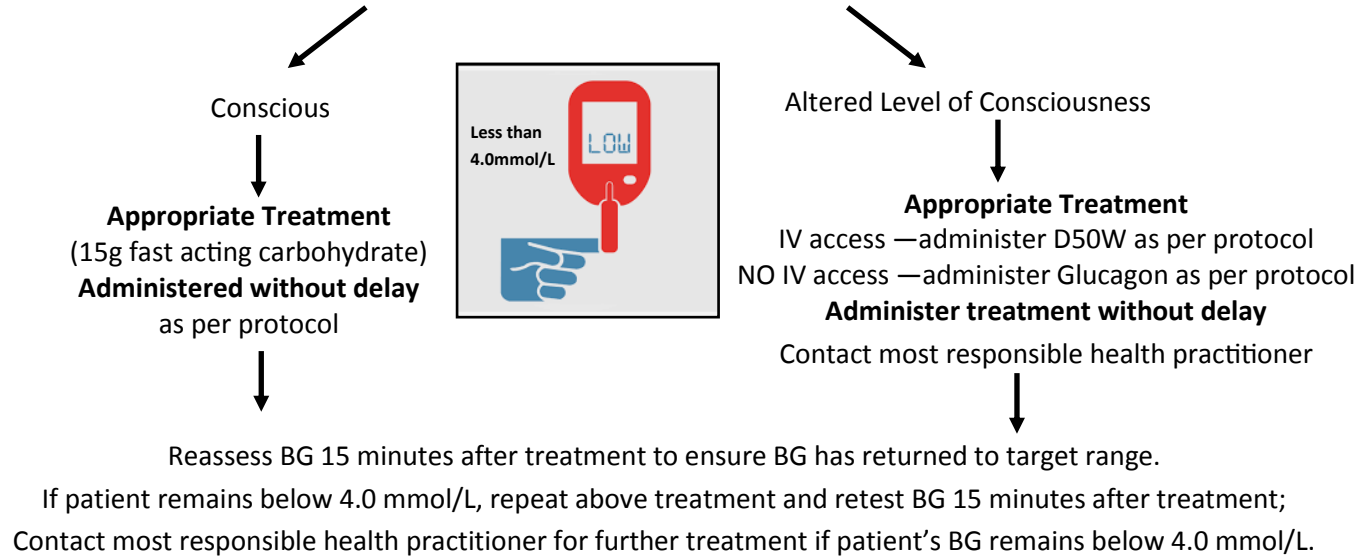 Conscious
Appropriate Treatment
(15g fast acting carbohydrate)
Administered without delay
as per protocol
Less than
4.0mmol/L
LOW
Altered Level of Consciousness
Appropriate Treatment
IV access —administer D50W as per protocol
NO IV access —administer Glucagon as per protocol
Administer treatment without delay
Contact most responsible health practitioner
Reassess BG 15 minutes after treatment to ensure BG has returned to target range.
If patient remains below 4.0 mmol/L, repeat above treatment and retest BG 15 minutes after treatment;
Contact most responsible health practitioner for further treatment if patient’s BG remains below 4.0 mmol/L.